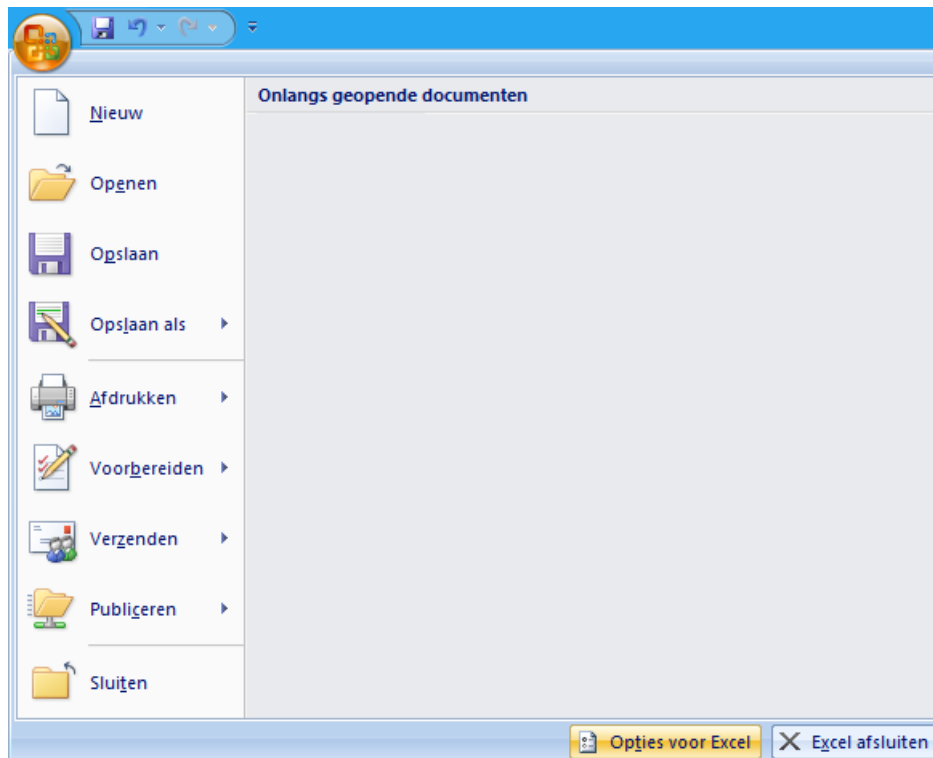 Onlangs geopende documenten
Nieuw
Openen
Opslaan
Opslaan als
Afdrukken
Voorbereiden
Verzenden
Publiceren
Sluiten
Opties voor Excel
Excel afsluiten